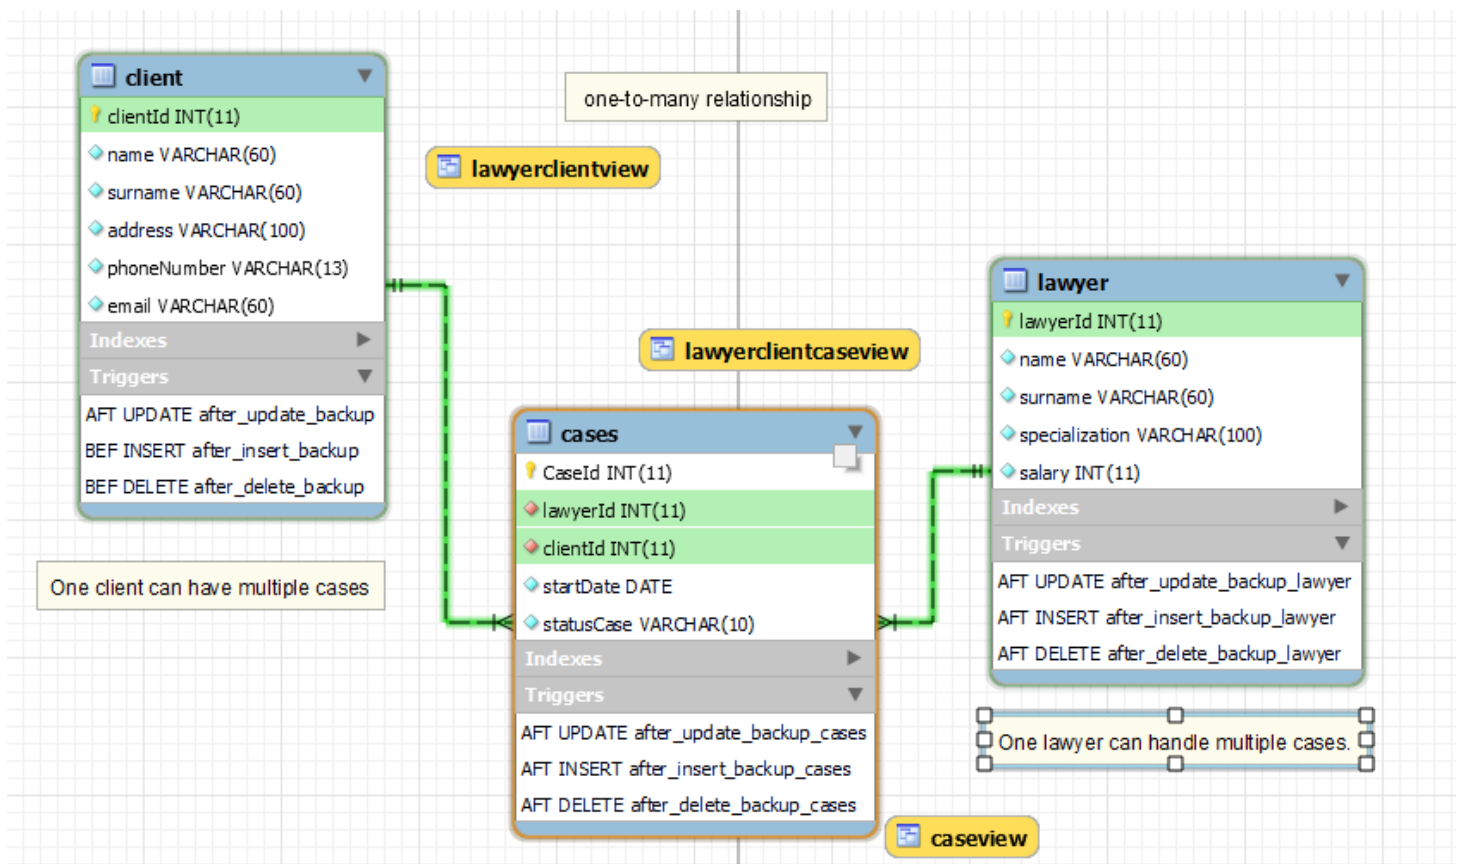 client
clientId INT(11)
name VARCHAR(60)
surname VARCHAR(60)
address VARCHAR(100)
phoneNumber VARCHAR(13)
email VARCHAR(60)
Indexes
Triggers
AFT UPDATE after_update_backup
BEF INSERT after_insert_backup
BEF DELETE after_delete_backup
One client can have multiple cases
one-to-many relationship
lawyerclientview
lawyerclientcaseview
cases
CaseId INT(11)
lawyerId INT(11)
clientId INT(11)
startDate DATE
statusCase VARCHAR(10)
Indexes
Triggers
AFT UPDATE after_update_backup_cases
AFT INSERT after_insert_backup_cases
AFT DELETE after_delete_backup_cases
caseview
lawyer
lawyerId INT(11)
name VARCHAR(60)
surname VARCHAR(60)
specialization VARCHAR(100)
salary INT(11)
Indexes
Triggers
AFT UPDATE after_update_backup_lawyer
AFT INSERT after_insert_backup_lawyer
AFT DELETE after_delete_backup_lawyer
One lawyer can handle multiple cases.